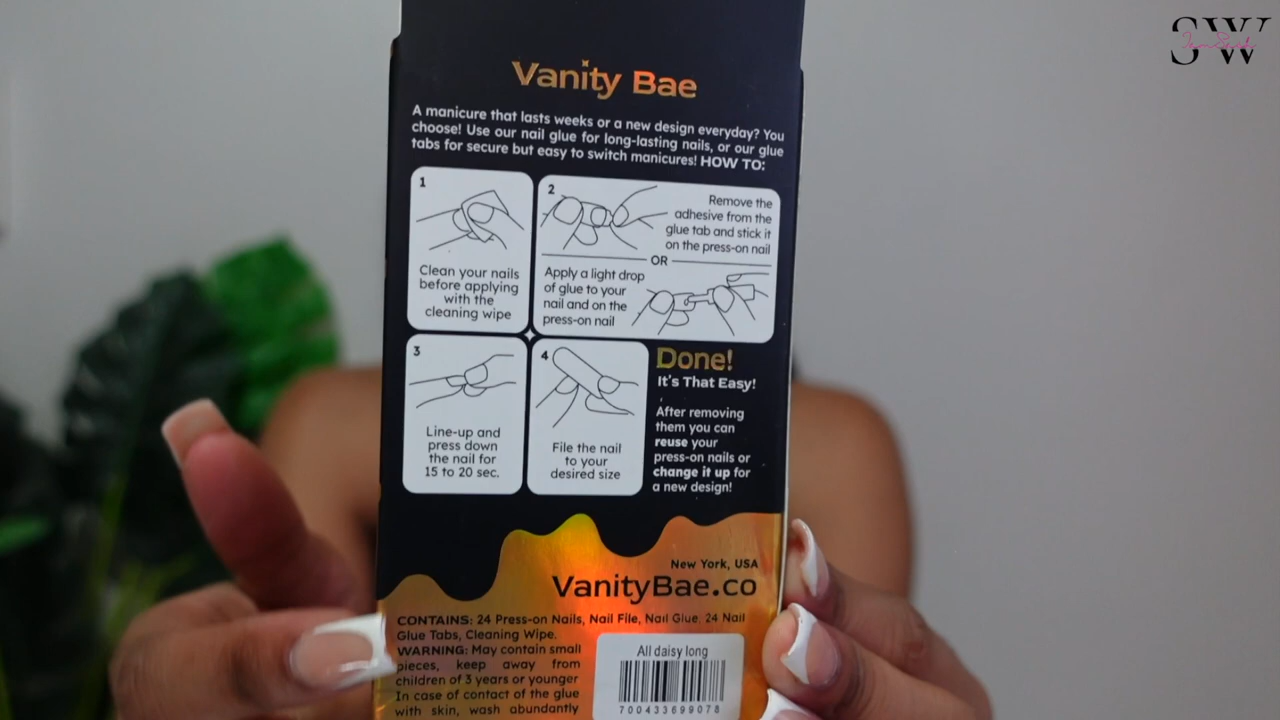 SW
Vanity Bae
A manicure that lasts weeks or a new design everyday? You
choose! Use our nail glue for long-lasting nails, or our glue
tabs for secure but easy to switch manicures! HOW TO:
1
Clean your nails
before applying
with the
cleaning wipe
2
Remove the
adhesive from the
glue tab and stick it
on the press-on nail
OR
Apply a light drop
of glue to your
nail and on the
press-on nail
3
Line-up and
press down
the nail for
15 to 20 sec.
4
File the nail
to your
desired size
Done!
It's That Easy!
After removing
them you can
reuse your
press-on nails or
change it up for
a new design!
New York, USA
VanityBae.co
CONTAINS: 24 Press-on Nails, Nail File, Nail Glue, 24 Nail
Glue Tabs, Cleaning Wipe.
WARNING: May contain small
pieces, keep away from
children of 3 years or younger
In case of contact of the glue
with skin, wash abundantly
All daisy long
700433699078